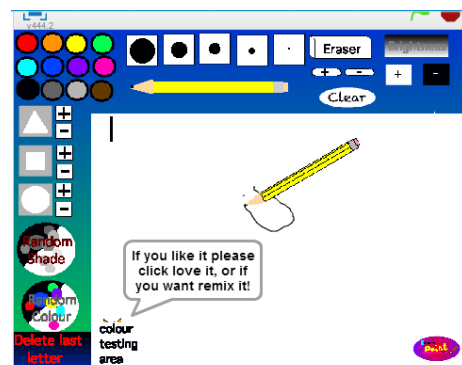 v444.2
Eraser
Brightness
+ -
+ -
Clear
+
-
+
-
+
-
Random
Shade
If you like it please
click love it, or if
you want remix it!
Random
Colour
colour
testing
area
Delete last
letter
Paint